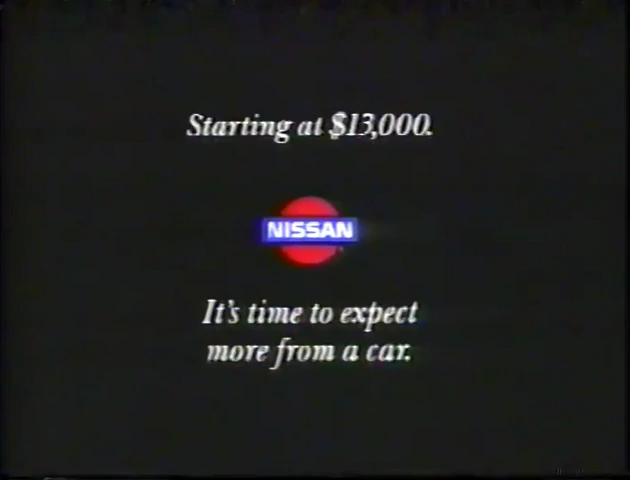 Starting at $13,000.
NISSAN
It's time to expect
more from a car.